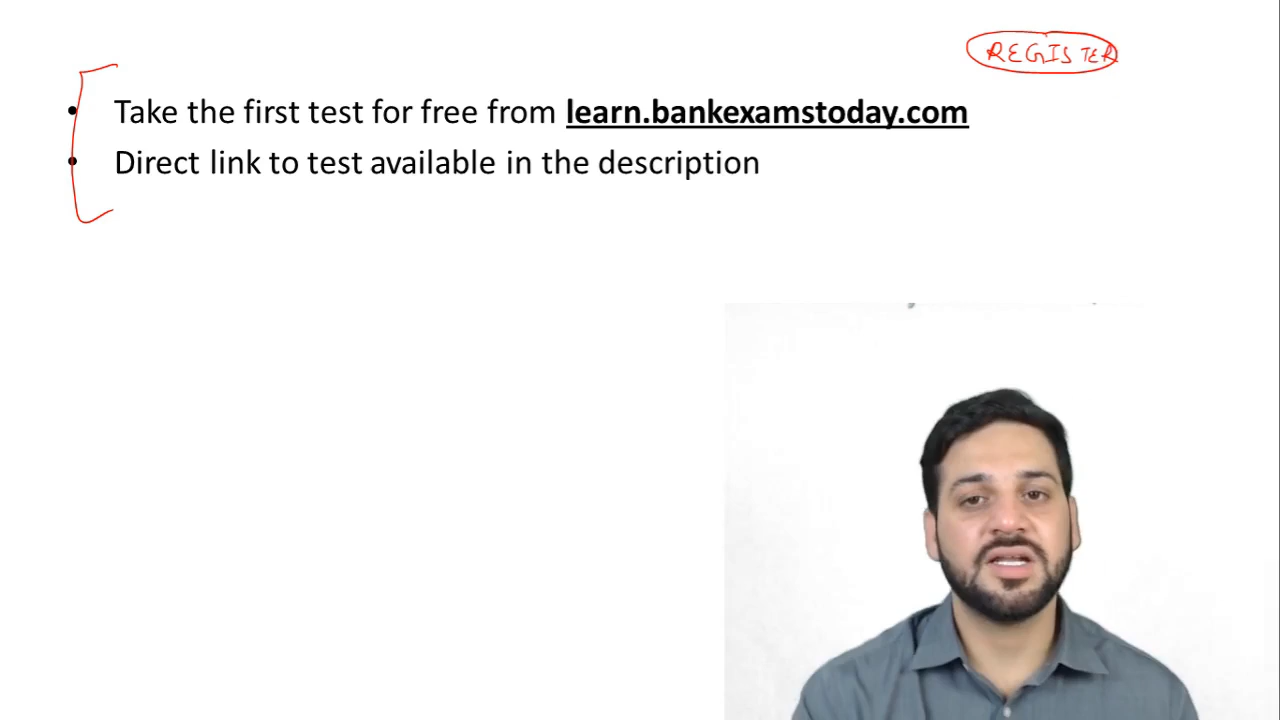 REGISTER
• Take the first test for free from learn.bankexamstoday.com
• Direct link to test available in the description